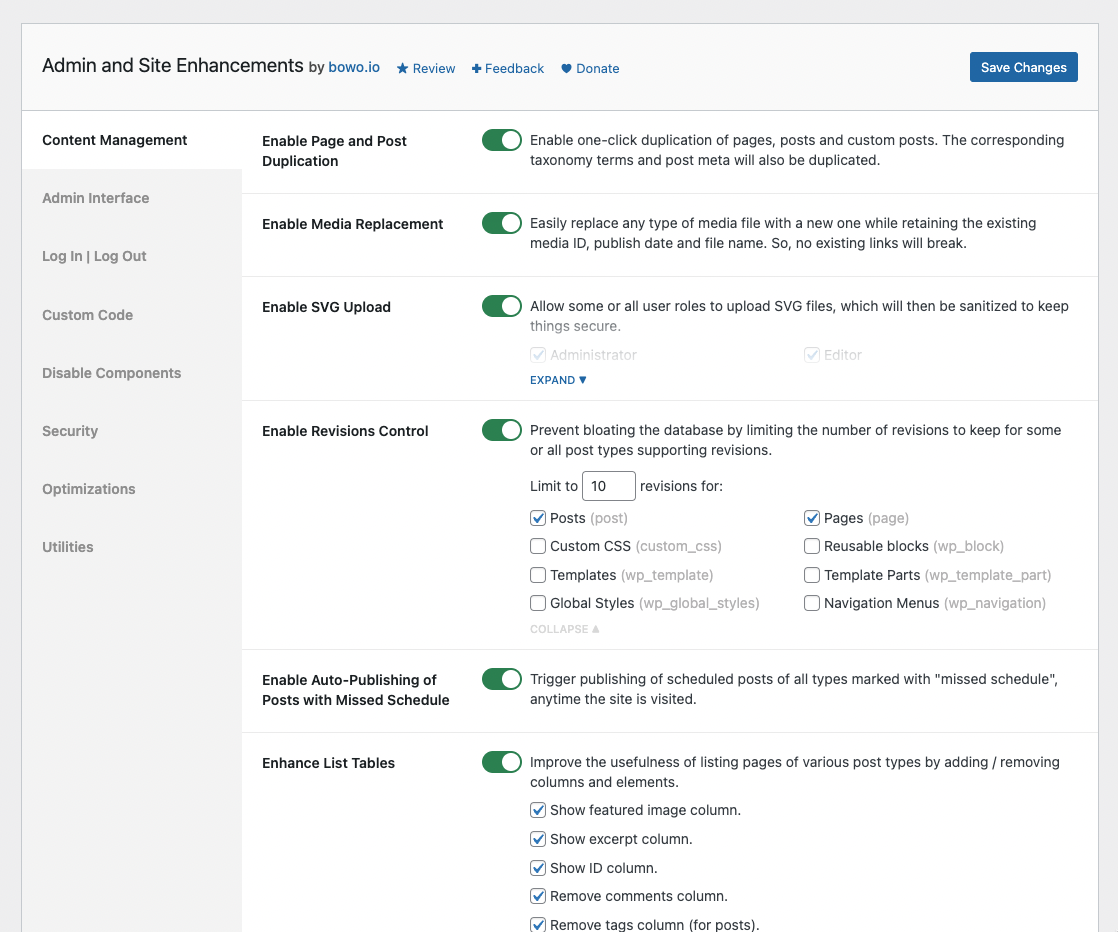 Admin and Site Enhancements by bowo.io Review Feedback Donate
Save Changes
Content Management
Admin Interface
Log In | Log Out
Custom Code
Disable Components
Security
Optimizations
Utilities
Enable Page and Post
Duplication
Enable one-click duplication of pages, posts and custom posts. The corresponding
taxonomy terms and post meta will also be duplicated.
Enable Media Replacement
Easily replace any type of media file with a new one while retaining the existing
media ID, publish date and file name. So, no existing links will break.
Enable SVG Upload
Allow some or all user roles to upload SVG files, which will then be sanitized to keep
things secure.
Administrator
Editor
EXPAND ▼
Enable Revisions Control
Prevent bloating the database by limiting the number of revisions to keep for some
or all post types supporting revisions.
Limit to 10 revisions for:
Posts (post)
Pages (page)
Custom CSS (custom_css)
Reusable blocks (wp_block)
Templates (wp_template)
Template Parts (wp_template_part)
Global Styles (wp_global_styles)
Navigation Menus (wp_navigation)
COLLAPSE ▲
Enable Auto-Publishing of
Posts with Missed Schedule
Trigger publishing of scheduled posts of all types marked with "missed schedule",
anytime the site is visited.
Enhance List Tables
Improve the usefulness of listing pages of various post types by adding / removing
columns and elements.
Show featured image column.
Show excerpt column.
Show ID column.
Remove comments column.
Remove tags column (for posts).